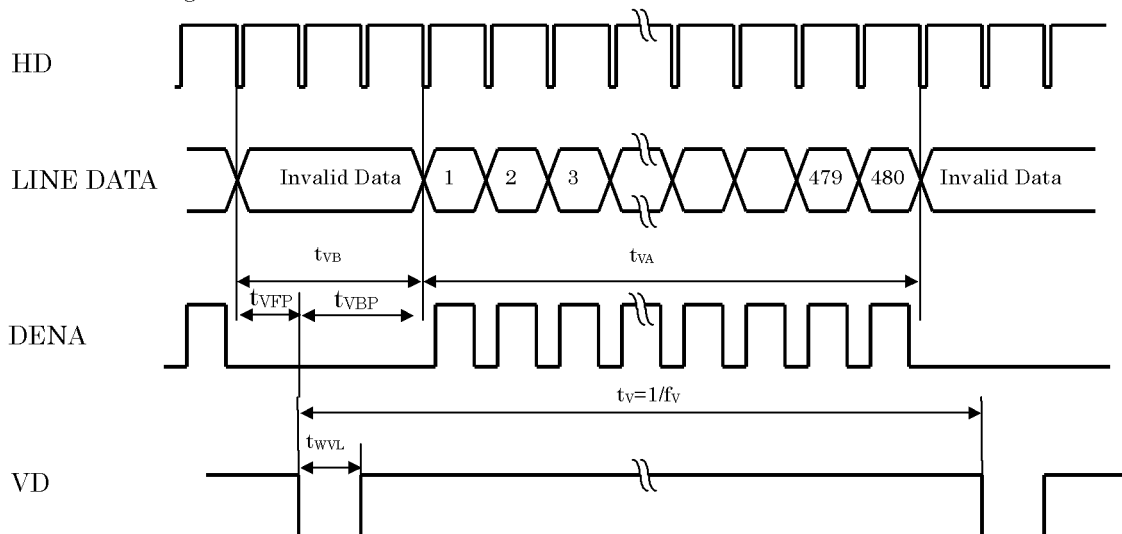 HD
LINE DATA
Invalid Data 1 2 3 479 480 Invalid Data
tVB tVA
tVFP tVBP
DENA
tV=1/fV
tWVL
VD